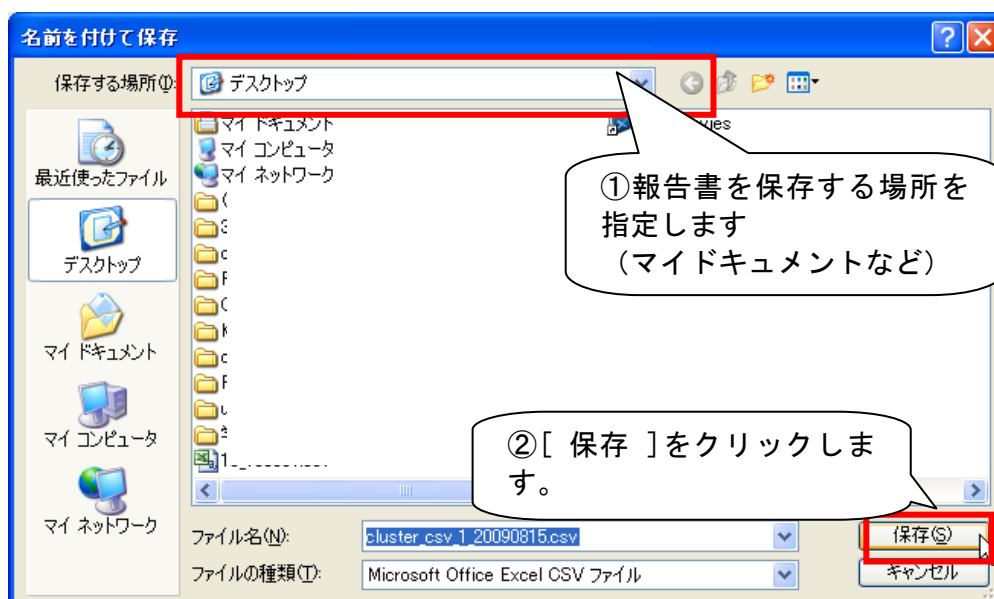 名前を付けて保存
保存する場所(I):
デスクトップ
マイ ドキュメント
マイ コンピュータ
マイ ネットワーク
最近使ったファイル
デスクトップ
マイ ドキュメント
マイ コンピュータ
マイ ネットワーク
①報告書を保存する場所を
指定します
（マイドキュメントなど）
②[ 保存 ]をクリックしま
す。
ファイル名(N):
cluster_csv_1_20090815.csv
保存(S)
ファイルの種類(T):
Microsoft Office Excel CSV ファイル
キャンセル